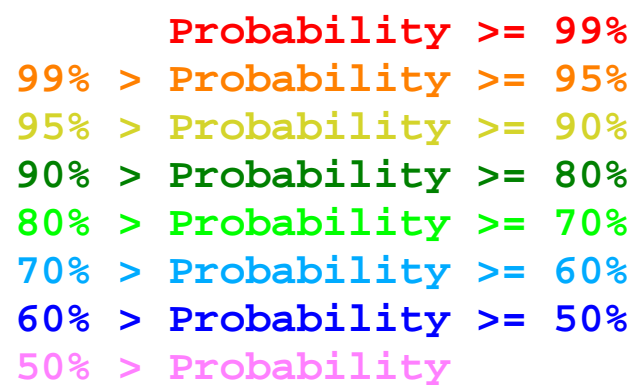 Probability >= 99%
99% > Probability >= 95%
95% > Probability >= 90%
90% > Probability >= 80%
80% > Probability >= 70%
70% > Probability >= 60%
60% > Probability >= 50%
50% > Probability